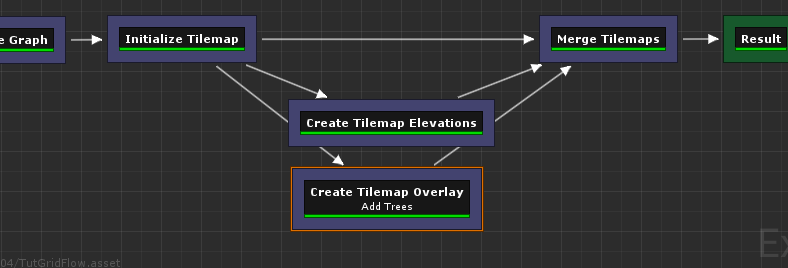 e Graph
Initialize Tilemap
Merge Tilemaps
Result
Create Tilemap Elevations
Create Tilemap Overlay
Add Trees
Ex
04/TutGridFlow.asset